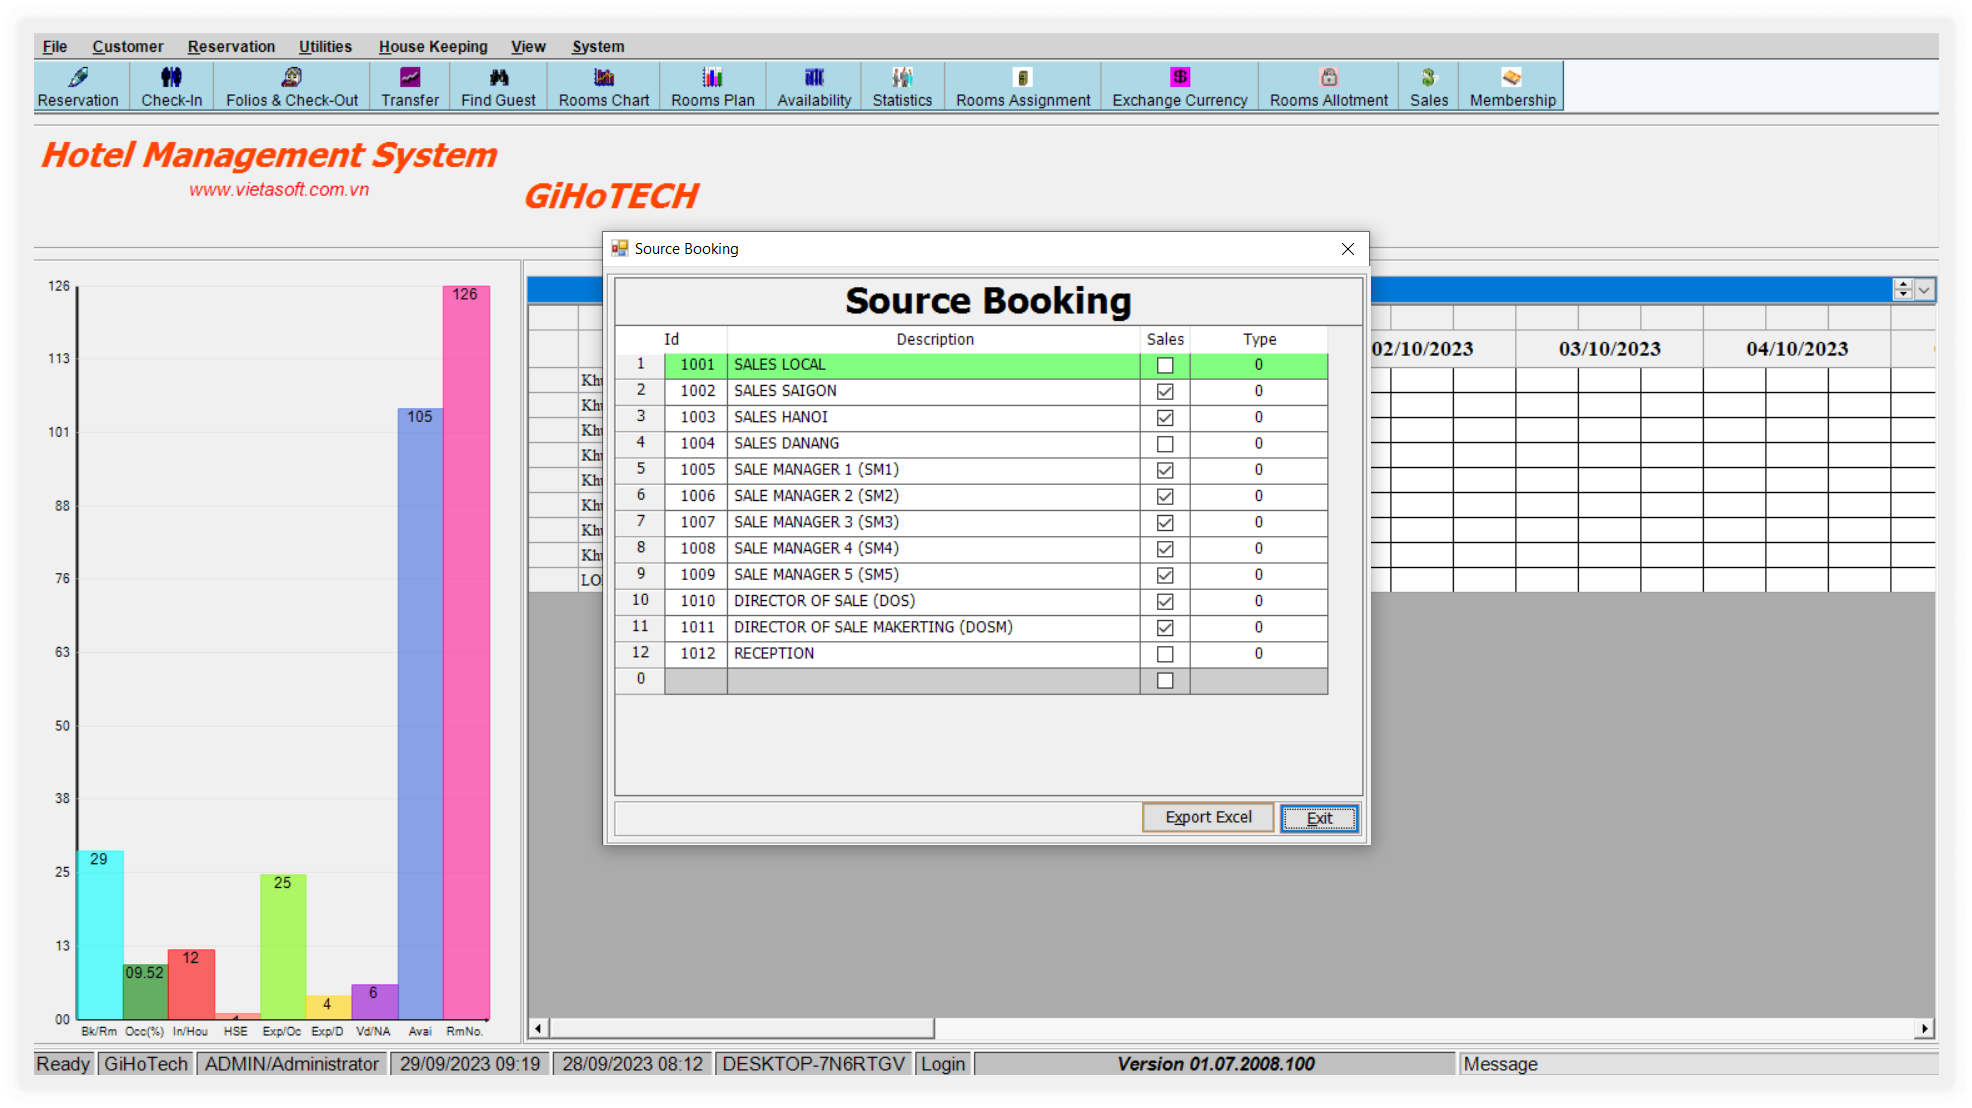 File Customer Reservation Utilities House Keeping View System
Reservation Check-In Folios & Check-Out Transfer Find Guest Rooms Chart Rooms Plan Availability Statistics Rooms Assignment Exchange Currency Rooms Allotment Sales Membership
Hotel Management System
www.vietasoft.com.vn
GiHoTECH
Source Booking
Source Booking
Id Description Sales Type
1 1001 SALES LOCAL 0
2 1002 SALES SAIGON 0
3 1003 SALES HANOI 0
4 1004 SALES DANANG 0
5 1005 SALE MANAGER 1 (SM1) 0
6 1006 SALE MANAGER 2 (SM2) 0
7 1007 SALE MANAGER 3 (SM3) 0
8 1008 SALE MANAGER 4 (SM4) 0
9 1009 SALE MANAGER 5 (SM5) 0
10 1010 DIRECTOR OF SALE (DOS) 0
11 1011 DIRECTOR OF SALE MAKERTING (DOSM) 0
12 1012 RECEPTION 0
0
Export Excel Exit
02/10/2023 03/10/2023 04/10/2023
126
113
101
88
76
63
50
38
25
13
00
29 09.52 12 25 4 6 105 126
Bk/Rm Occ(%) In/Hou HSE Exp/Oc Exp/D Vd/NA Avai RmNo.
Ready GiHoTech ADMIN/Administrator 29/09/2023 09:19 28/09/2023 08:12 DESKTOP-7N6RTGV Login Version 01.07.2008.100 Message